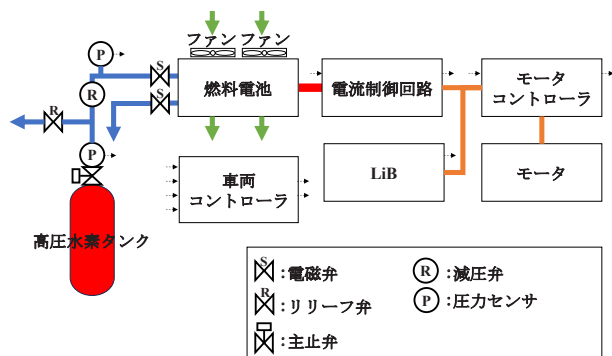 ファン ファン
P
S
燃料電池
電流制御回路
モータ
コントローラ
R
S
R
P
車両
コントローラ
LiB
モータ
高圧水素タンク
S :電磁弁
R :減圧弁
R :リリーフ弁
P :圧力センサ
:主止弁